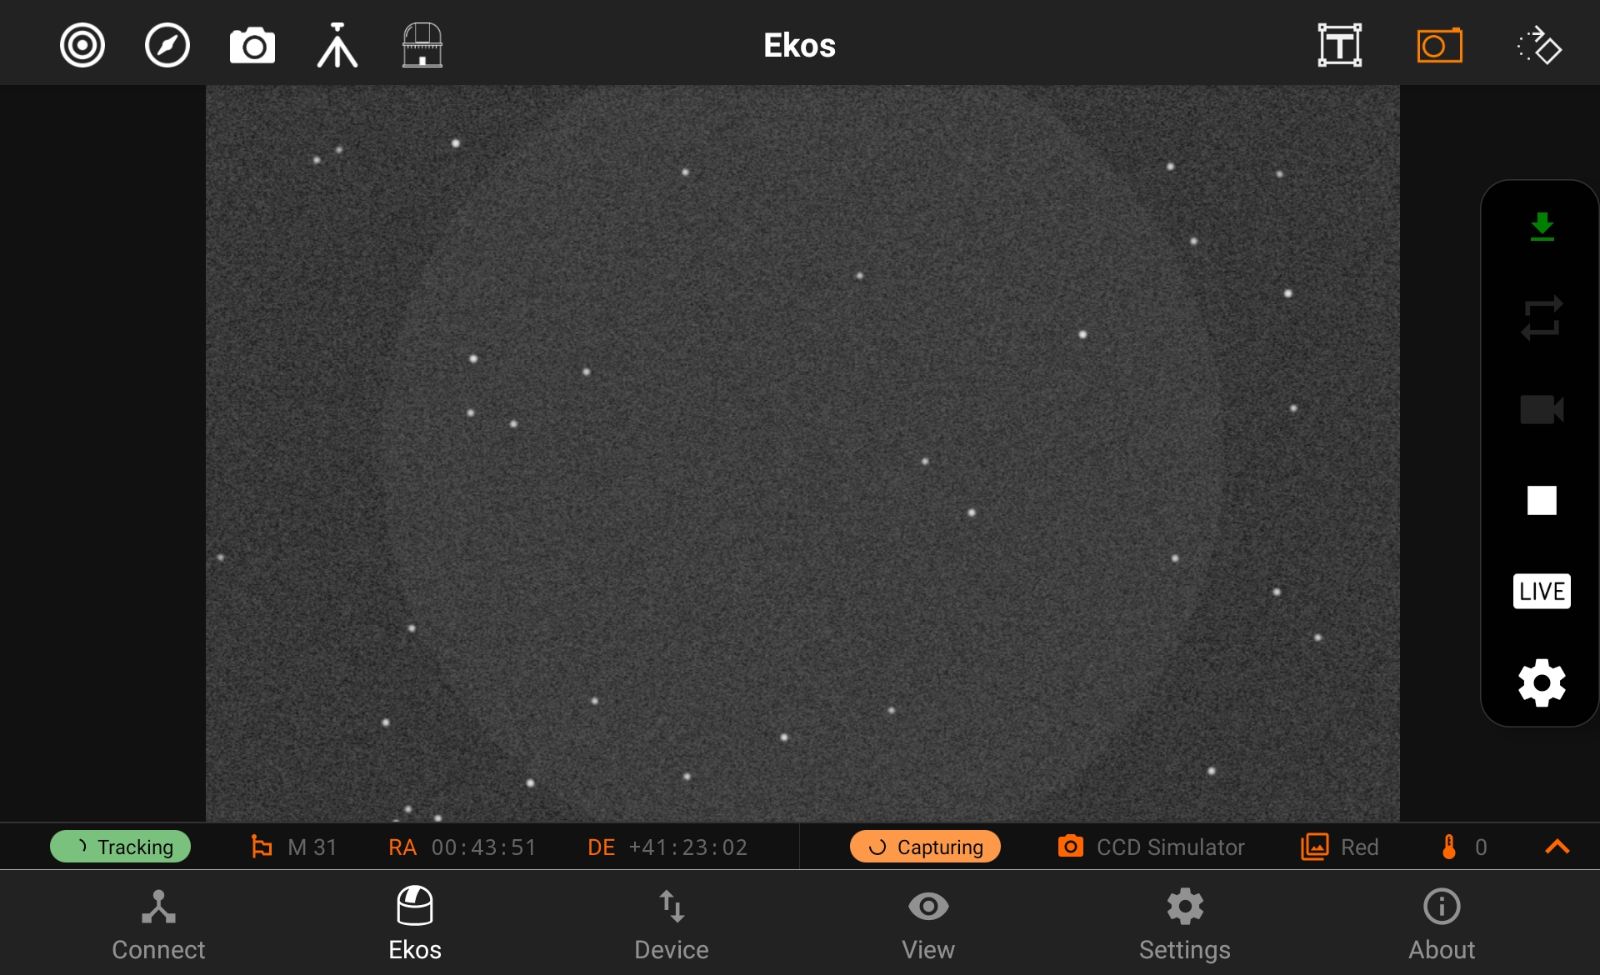 Ekos
T
LIVE
Tracking M 31 RA 00:43:51 DE +41:23:02 Capturing CCD Simulator Red 0
Connect Ekos Device View Settings About